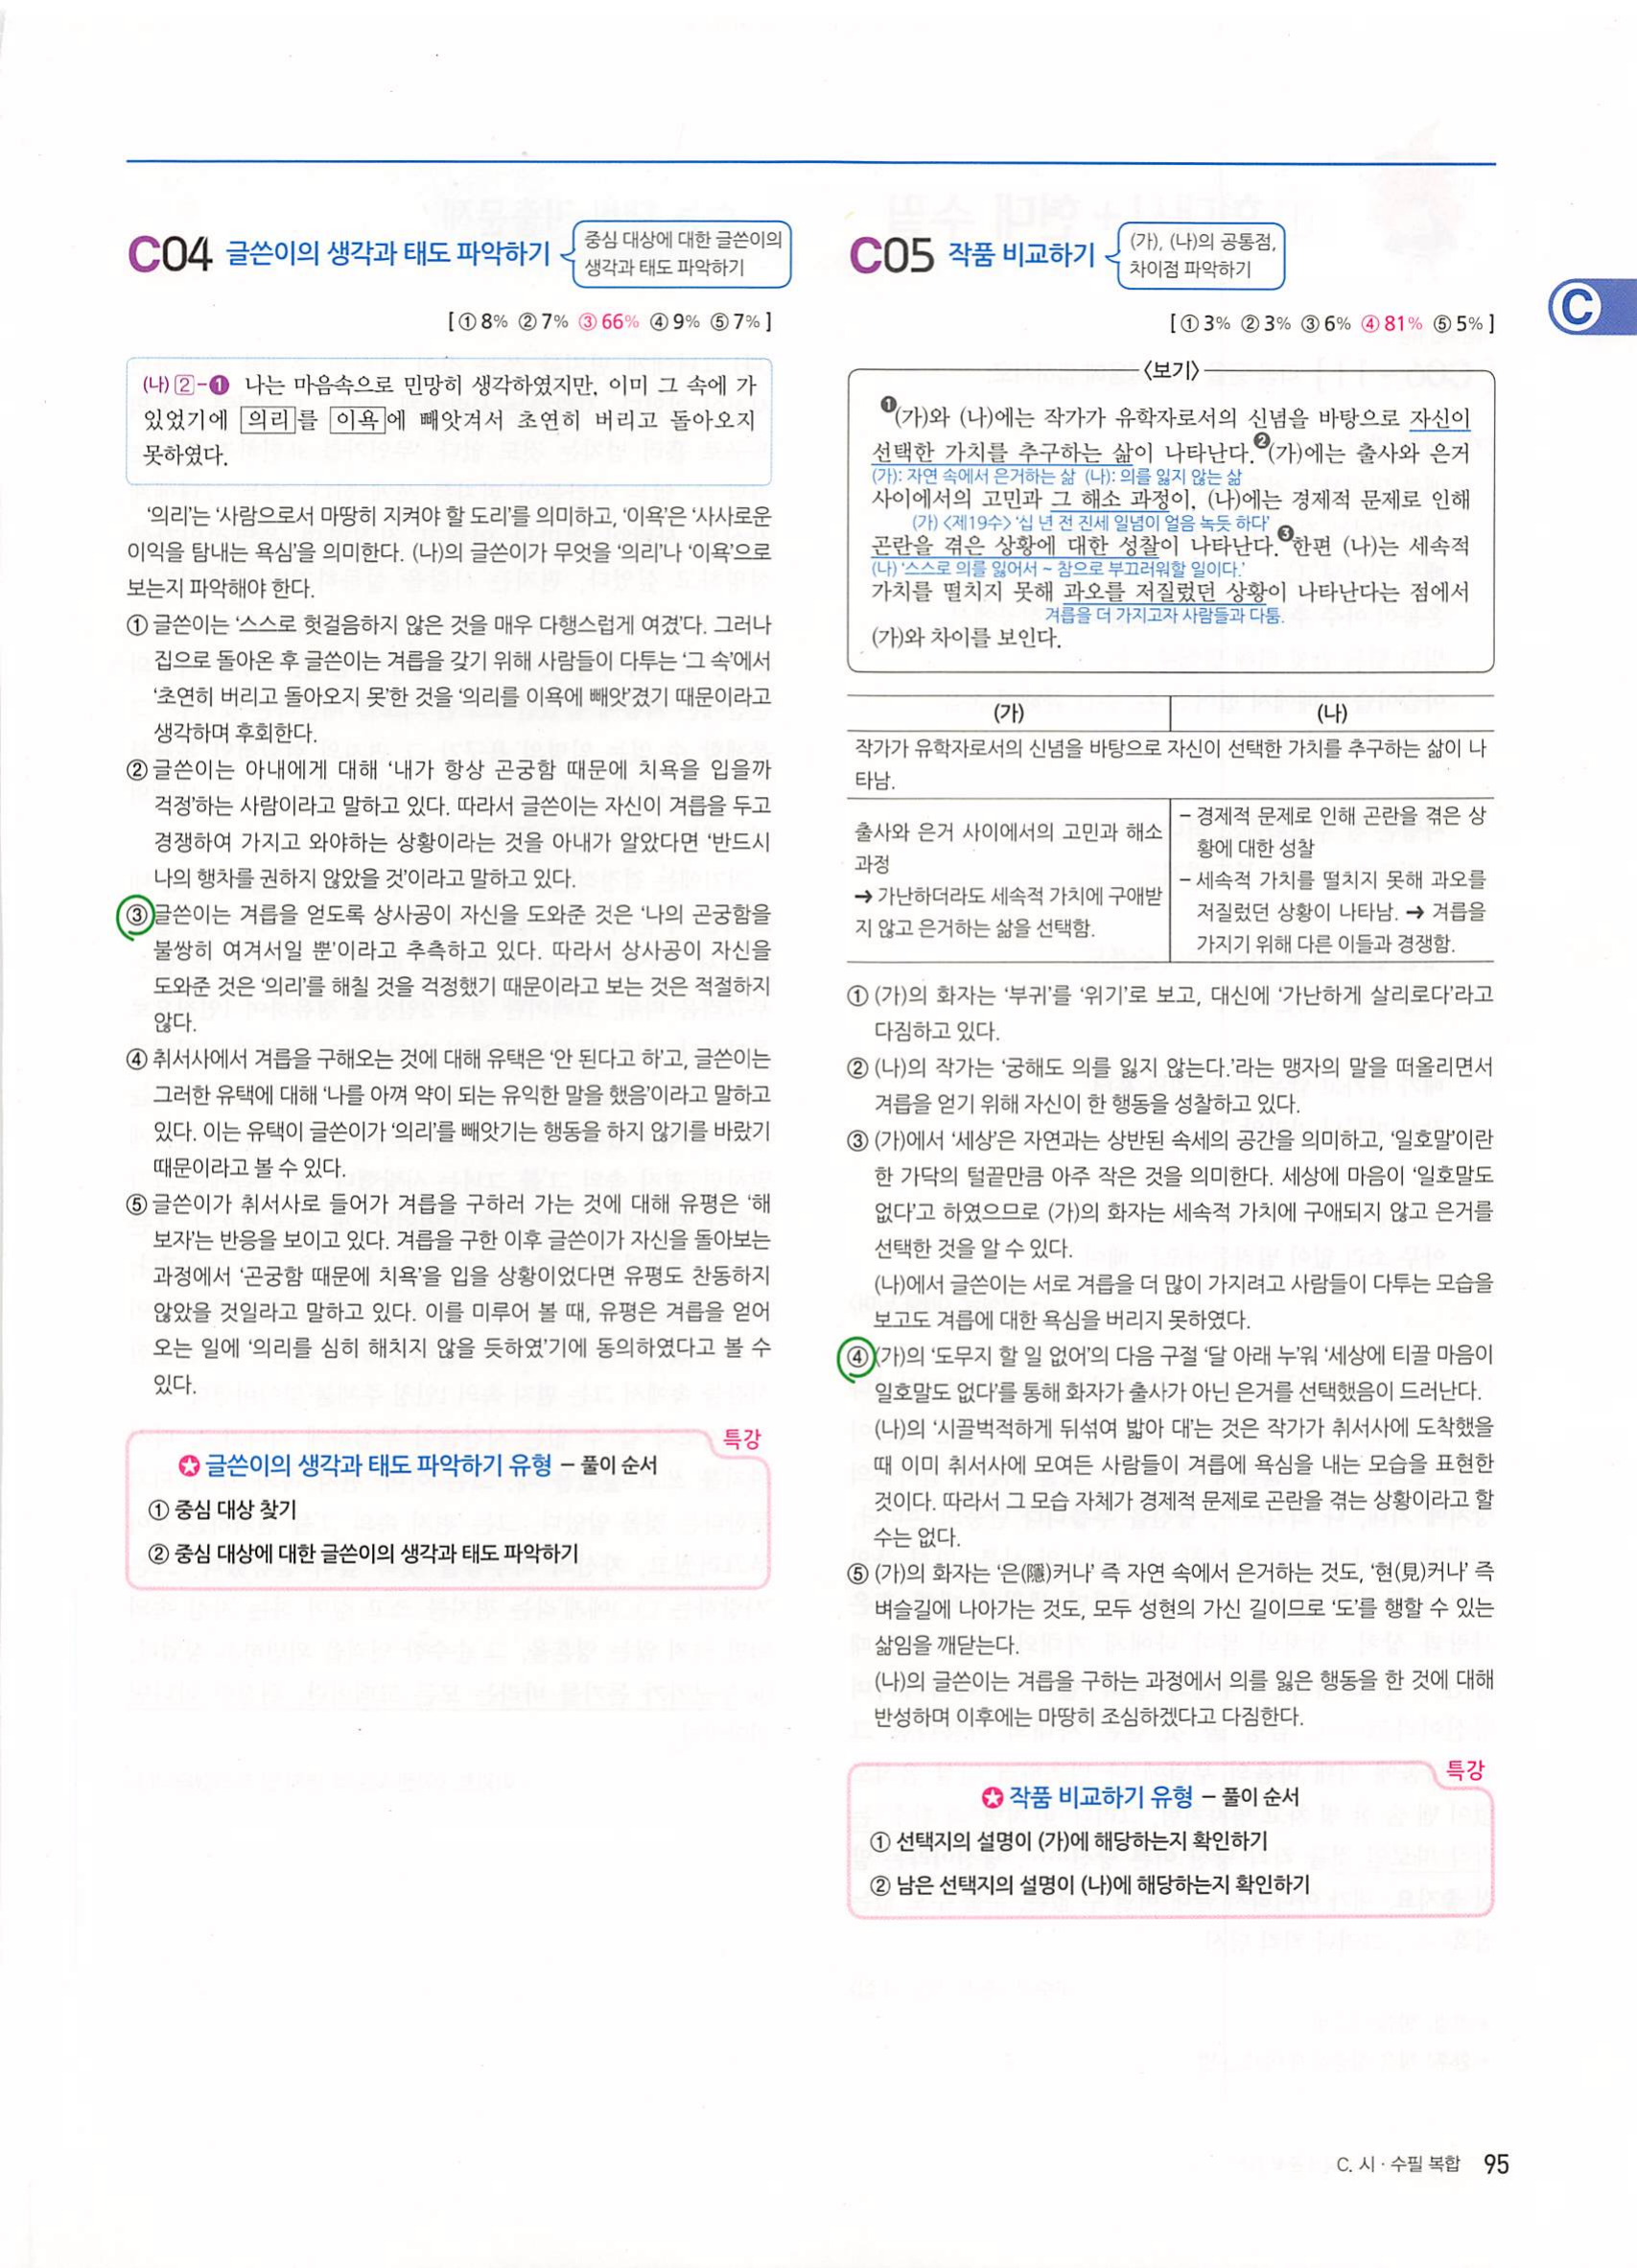 C04 글쓴이의 생각과 태도 파악하기
중심 대상에 대한 글쓴이의
생각과 태도 파악하기
[ ① 8% ② 7% ③ 66% ④ 9% ⑤ 7% ]
(나) 2-❶ 나는 마음속으로 민망히 생각하였지만, 이미 그 속에 가
있었기에 의리를 이욕에 빼앗겨서 초연히 버리고 돌아오지
못하였다.
'의리'는 '사람으로서 마땅히 지켜야 할 도리'를 의미하고, '이욕'은 '사사로운
이익을 탐내는 욕심'을 의미한다. (나)의 글쓴이가 무엇을 '의리'나 '이욕'으로
보는지 파악해야 한다.
① 글쓴이는 '스스로 헛걸음하지 않은 것을 매우 다행스럽게 여겼'다. 그러나
집으로 돌아온 후 글쓴이는 겨릅을 갖기 위해 사람들이 다투는 '그 속'에서
'초연히 버리고 돌아오지 못'한 것을 '의리를 이욕에 빼앗'겼기 때문이라고
생각하며 후회한다.
② 글쓴이는 아내에게 대해 '내가 항상 곤궁함 때문에 치욕을 입을까
걱정'하는 사람이라고 말하고 있다. 따라서 글쓴이는 자신이 겨릅을 두고
경쟁하여 가지고 와야하는 상황이라는 것을 아내가 알았다면 '반드시
나의 행차를 권하지 않았을 것'이라고 말하고 있다.
③ 글쓴이는 겨릅을 얻도록 상사공이 자신을 도와준 것은 '나의 곤궁함을
불쌍히 여겨서일 뿐'이라고 추측하고 있다. 따라서 상사공이 자신을
도와준 것은 '의리'를 해칠 것을 걱정했기 때문이라고 보는 것은 적절하지
않다.
④ 취서사에서 겨릅을 구해오는 것에 대해 유택은 '안 된다고 하'고, 글쓴이는
그러한 유택에 대해 '나를 아껴 약이 되는 유익한 말을 했음'이라고 말하고
있다. 이는 유택이 글쓴이가 '의리'를 빼앗기는 행동을 하지 않기를 바랐기
때문이라고 볼 수 있다.
⑤ 글쓴이가 취서사로 들어가 겨릅을 구하러 가는 것에 대해 유평은 '해
보자'는 반응을 보이고 있다. 겨릅을 구한 이후 글쓴이가 자신을 돌아보는
과정에서 '곤궁함 때문에 치욕'을 입을 상황이었다면 유평도 찬동하지
않았을 것일라고 말하고 있다. 이를 미루어 볼 때, 유평은 겨릅을 얻어
오는 일에 '의리를 심히 해치지 않을 듯하였'기에 동의하였다고 볼 수
있다.
특강
✪ 글쓴이의 생각과 태도 파악하기 유형 – 풀이 순서
① 중심 대상 찾기
② 중심 대상에 대한 글쓴이의 생각과 태도 파악하기
C05 작품 비교하기
(가), (나)의 공통점,
차이점 파악하기
[ ① 3% ② 3% ③ 6% ④ 81% ⑤ 5% ]
C
〈보기〉
❶(가)와 (나)에는 작가가 유학자로서의 신념을 바탕으로 자신이
선택한 가치를 추구하는 삶이 나타난다. ❷(가)에는 출사와 은거
(가): 자연 속에서 은거하는 삶 (나): 의를 잃지 않는 삶
사이에서의 고민과 그 해소 과정이, (나)에는 경제적 문제로 인해
(가) 〈제19수〉 '십 년 전 진세 일념이 얼음 녹듯 하다'
곤란을 겪은 상황에 대한 성찰이 나타난다. ❸한편 (나)는 세속적
(나) '스스로 의를 잃어서 ~ 참으로 부끄러워할 일이다.'
가치를 떨치지 못해 과오를 저질렀던 상황이 나타난다는 점에서
겨릅을 더 가지고자 사람들과 다툼.
(가)와 차이를 보인다.
(가) (나)
작가가 유학자로서의 신념을 바탕으로 자신이 선택한 가치를 추구하는 삶이 나
타남.
출사와 은거 사이에서의 고민과 해소
과정
→ 가난하더라도 세속적 가치에 구애받
지 않고 은거하는 삶을 선택함.
– 경제적 문제로 인해 곤란을 겪은 상
황에 대한 성찰
– 세속적 가치를 떨치지 못해 과오를
저질렀던 상황이 나타남. → 겨릅을
가지기 위해 다른 이들과 경쟁함.
① (가)의 화자는 '부귀'를 '위기'로 보고, 대신에 '가난하게 살리로다'라고
다짐하고 있다.
② (나)의 작가는 '궁해도 의를 잃지 않는다.'라는 맹자의 말을 떠올리면서
겨릅을 얻기 위해 자신이 한 행동을 성찰하고 있다.
③ (가)에서 '세상'은 자연과는 상반된 속세의 공간을 의미하고, '일호말'이란
한 가닥의 털끝만큼 아주 작은 것을 의미한다. 세상에 마음이 '일호말도
없다'고 하였으므로 (가)의 화자는 세속적 가치에 구애되지 않고 은거를
선택한 것을 알 수 있다.
(나)에서 글쓴이는 서로 겨릅을 더 많이 가지려고 사람들이 다투는 모습을
보고도 겨릅에 대한 욕심을 버리지 못하였다.
④ (가)의 '도무지 할 일 없어'의 다음 구절 '달 아래 누'워 '세상에 티끌 마음이
일호말도 없다'를 통해 화자가 출사가 아닌 은거를 선택했음이 드러난다.
(나)의 '시끌벅적하게 뒤섞여 밟아 대'는 것은 작가가 취서사에 도착했을
때 이미 취서사에 모여든 사람들이 겨릅에 욕심을 내는 모습을 표현한
것이다. 따라서 그 모습 자체가 경제적 문제로 곤란을 겪는 상황이라고 할
수는 없다.
⑤ (가)의 화자는 '은(隱)커나' 즉 자연 속에서 은거하는 것도, '현(見)커나' 즉
벼슬길에 나아가는 것도, 모두 성현의 가신 길이므로 '도'를 행할 수 있는
삶임을 깨닫는다.
(나)의 글쓴이는 겨릅을 구하는 과정에서 의를 잃은 행동을 한 것에 대해
반성하며 이후에는 마땅히 조심하겠다고 다짐한다.
특강
✪ 작품 비교하기 유형 – 풀이 순서
① 선택지의 설명이 (가)에 해당하는지 확인하기
② 남은 선택지의 설명이 (나)에 해당하는지 확인하기
C. 시 · 수필 복합 95